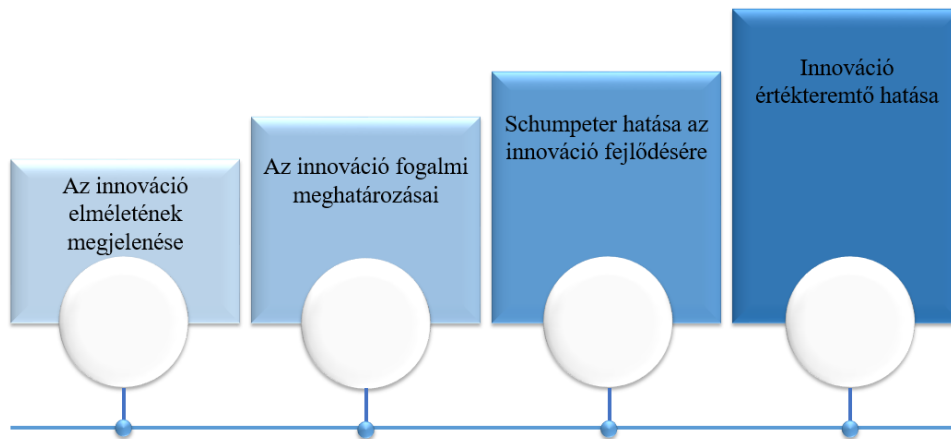 Az innováció
elméletének
megjelenése
Az innováció fogalmi
meghatározásai
Schumpeter hatása az
innováció fejlődésére
Innováció
értékteremtő hatása